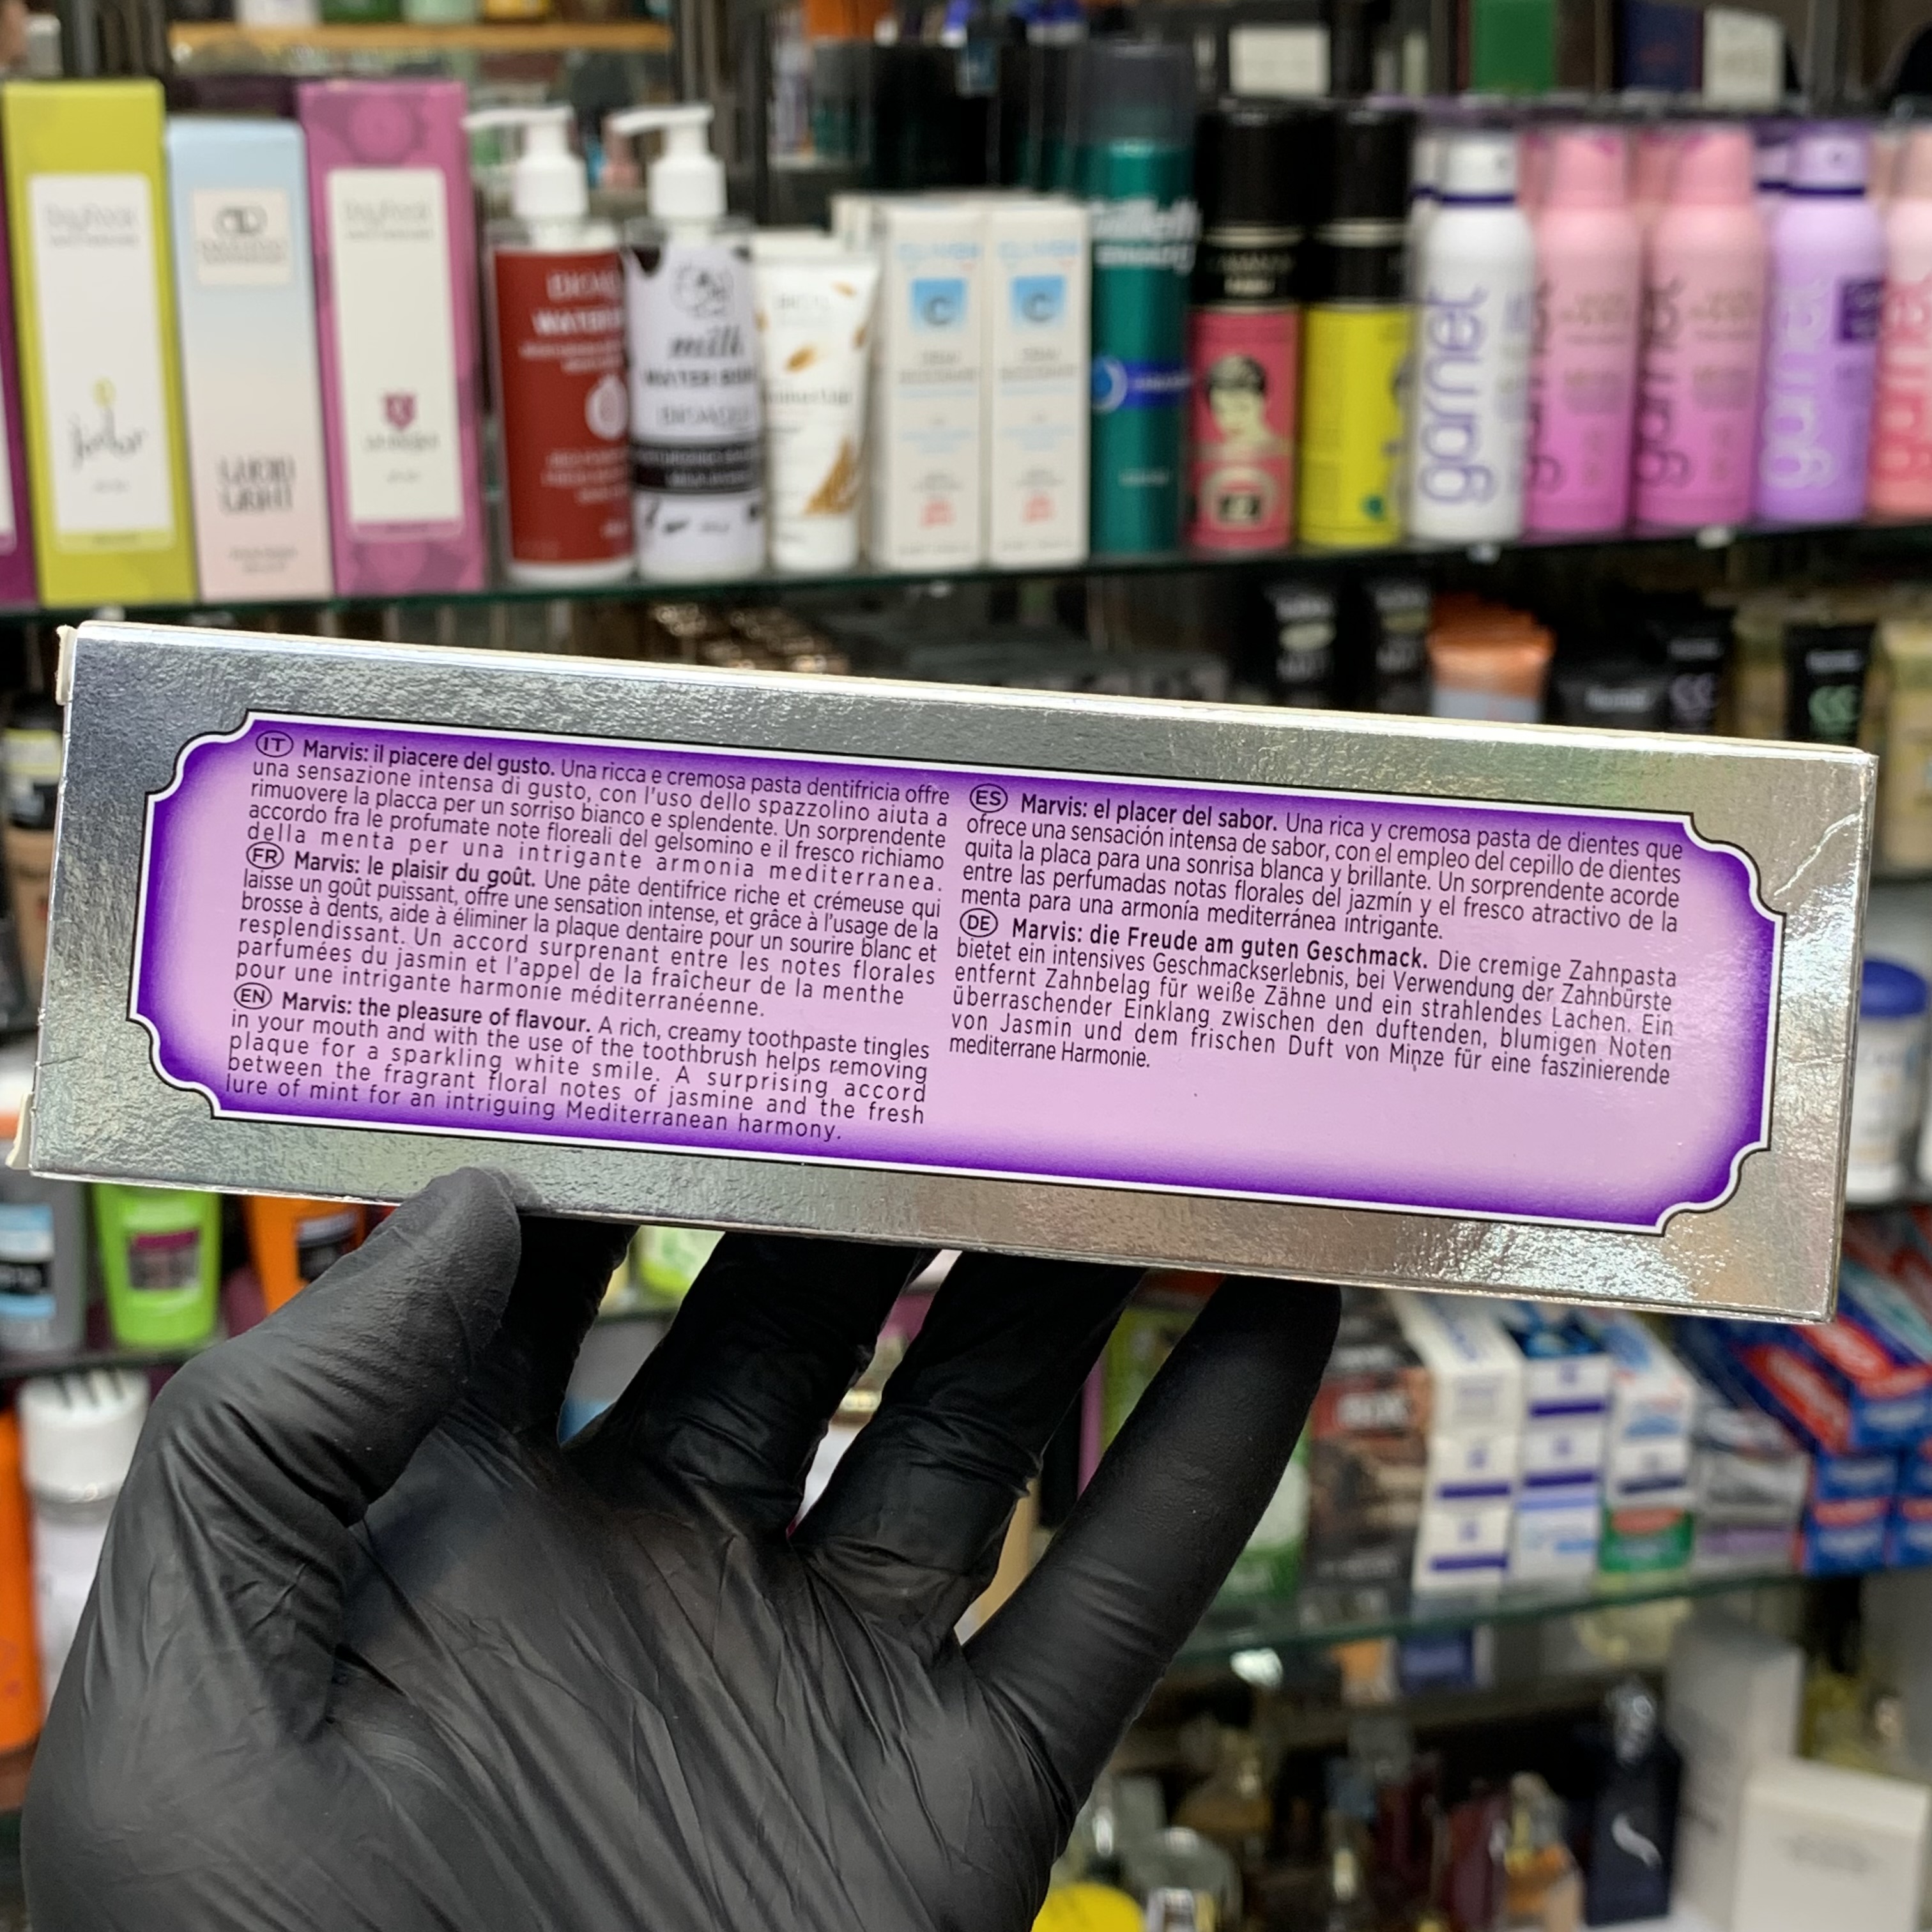 IT Marvis: il piacere del gusto. Una ricca e cremosa pasta dentifricia offre
una sensazione intensa di gusto, con l'uso dello spazzolino aiuta a
rimuovere la placca per un sorriso bianco e splendente. Un sorprendente
accordo fra le profumate note floreali del gelsomino e il fresco richiamo
della menta per una intrigante armonia mediterranea.
FR Marvis: le plaisir du goût. Une pâte dentifrice riche et crémeuse qui
laisse un goût puissant, offre une sensation intense, et grâce à l'usage de la
brosse à dents, aide à éliminer la plaque dentaire pour un sourire blanc et
resplendissant. Un accord surprenant entre les notes florales
parfumées du jasmin et l'appel de la fraîcheur de la menthe
pour une intrigante harmonie méditerranéenne.
EN Marvis: the pleasure of flavour. A rich, creamy toothpaste tingles
in your mouth and with the use of the toothbrush helps removing
plaque for a sparkling white smile. A surprising accord
between the fragrant floral notes of jasmine and the fresh
lure of mint for an intriguing Mediterranean harmony.
ES Marvis: el placer del sabor. Una rica y cremosa pasta de dientes que
ofrece una sensación intensa de sabor, con el empleo del cepillo de dientes
quita la placa para una sonrisa blanca y brillante. Un sorprendente acorde
entre las perfumadas notas florales del jazmín y el fresco atractivo de la
menta para una armonía mediterránea intrigante.
DE Marvis: die Freude am guten Geschmack. Die cremige Zahnpasta
bietet ein intensives Geschmackserlebnis, bei Verwendung der Zahnbürste
entfernt Zahnbelag für weiße Zähne und ein strahlendes Lachen. Ein
überraschender Einklang zwischen den duftenden, blumigen Noten
von Jasmin und dem frischen Duft von Minze für eine faszinierende
mediterrane Harmonie.
j'ador
milk
C
C
garnet
garnet
garnet
garnet
CC
CC